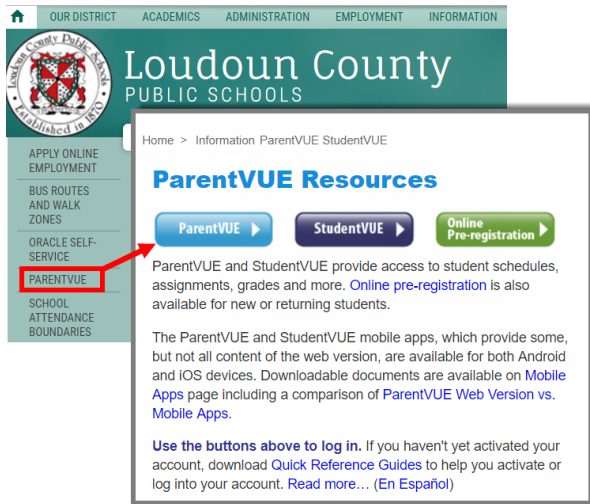 OUR DISTRICT ACADEMICS ADMINISTRATION EMPLOYMENT INFORMATION
Loudoun County Public Schools
Established in 1870
Loudoun County
PUBLIC SCHOOLS
APPLY ONLINE
EMPLOYMENT
BUS ROUTES
AND WALK
ZONES
ORACLE SELF-
SERVICE
PARENTVUE
SCHOOL
ATTENDANCE
BOUNDARIES
Home > Information ParentVUE StudentVUE
ParentVUE Resources
ParentVUE
StudentVUE
Online
Pre-registration
ParentVUE and StudentVUE provide access to student schedules,
assignments, grades and more. Online pre-registration is also
available for new or returning students.
The ParentVUE and StudentVUE mobile apps, which provide some,
but not all content of the web version, are available for both Android
and iOS devices. Downloadable documents are available on Mobile
Apps page including a comparison of ParentVUE Web Version vs.
Mobile Apps.
Use the buttons above to log in. If you haven't yet activated your
account, download Quick Reference Guides to help you activate or
log into your account. Read more… (En Español)